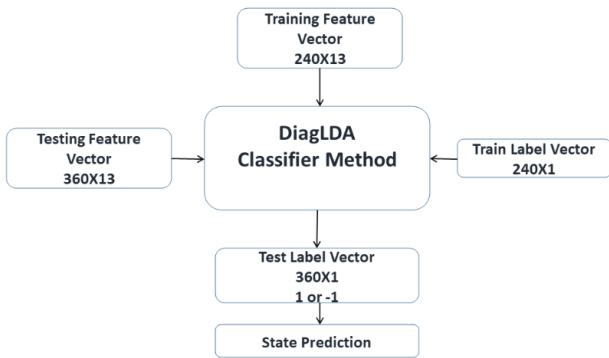 Training Feature
Vector
240X13
Testing Feature
Vector
360X13
DiagLDA
Classifier Method
Train Label Vector
240X1
Test Label Vector
360X1
1 or -1
State Prediction